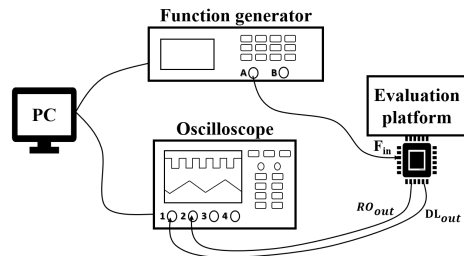 Function generator
A B
PC
Evaluation
platform
Oscilloscope
F_in
1 2 3 4
RO_out
DL_out